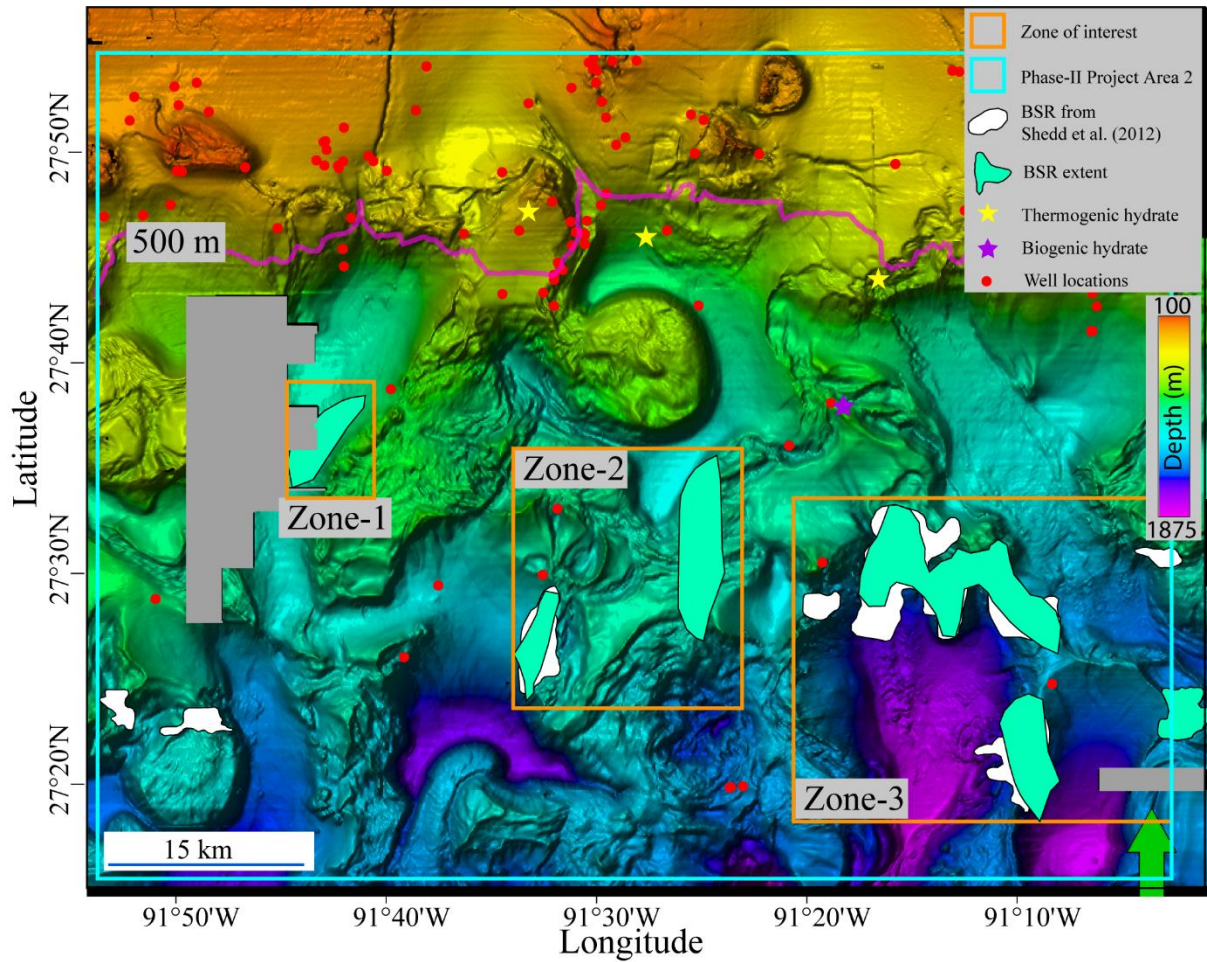 Zone of interest
Phase-II Project Area 2
BSR from
Shedd et al. (2012)
BSR extent
Thermogenic hydrate
Biogenic hydrate
Well locations
100
Depth (m)
1875
500 m
Zone-1
Zone-2
Zone-3
15 km
Latitude
27°50'N
27°40'N
27°30'N
27°20'N
91°50'W
91°40'W
91°30'W
91°20'W
91°10'W
Longitude